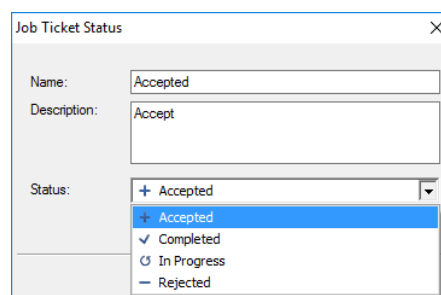 Job Ticket Status
Name: Accepted
Description: Accept
Status: Accepted
Accepted
Completed
In Progress
Rejected